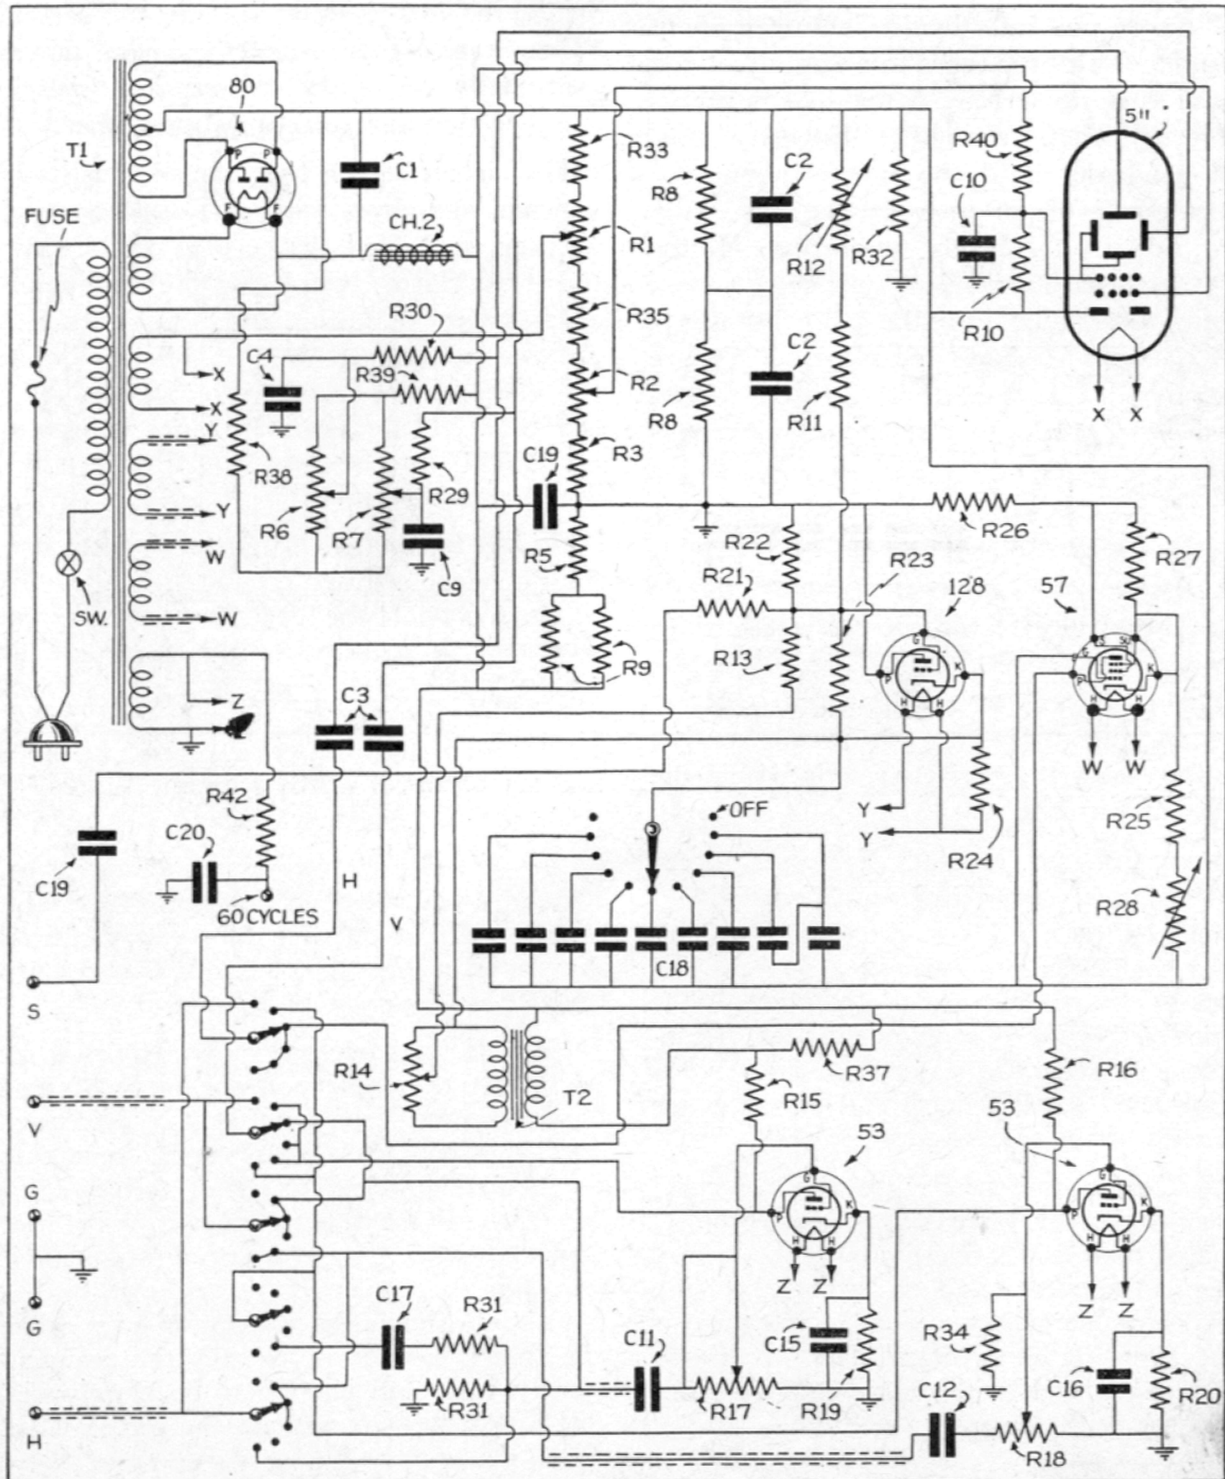 5"
80
R33
R40
T1
C1
C2
C10
R8
FUSE
CH.2
R1
R12
R32
R10
R30
R35
C4
R39
R2
C2
X
R8
R11
X
X
X
Y
R38
R3
C19
R29
R26
R6
R7
R22
R27
Y
R5
R23
W
C9
R21
128
57
SW.
W
R13
R9
Z
C3
W
W
R42
OFF
Y
R25
C20
Y
R24
C19
H
60 CYCLES
R28
V
C18
S
R14
R37
R16
T2
R15
V
53
53
G
Z
Z
C17
R31
Z
Z
G
C11
C15
R34
R31
C12
C16
R17
R19
R20
H
R18
P
P
F
F
G
P
K
H
H
G
S
SU
P
K
H
H
G
P
K
H
H
G
P
K
H
H